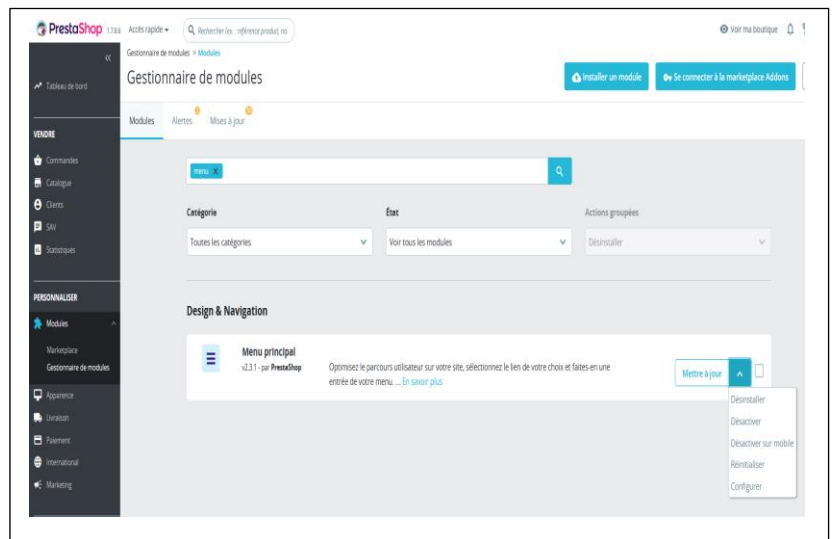 PrestaShop 1.7.8.6 Accès rapide
Voir ma boutique
Gestionnaire de modules > Modules
Gestionnaire de modules
Installer un module
Se connecter à la marketplace Addons
Modules Alertes Mises à jour
Tableau de bord
VENDRE
Commandes
Catalogue
Clients
SAV
Statistiques
PERSONNALISER
Modules
Marketplace
Gestionnaire de modules
Apparence
Livraison
Paiement
International
Marketing
menu X
Catégorie État Actions groupées
Toutes les catégories Voir tous les modules Désinstaller
Design & Navigation
Menu principal
v2.3.1 - par PrestaShop
Optimisez le parcours utilisateur sur votre site, sélectionnez le lien de votre choix et faites-en une
entrée de votre menu. ... En savoir plus
Mettre à jour
Désinstaller
Désactiver
Désactiver sur mobile
Réinitialiser
Configurer